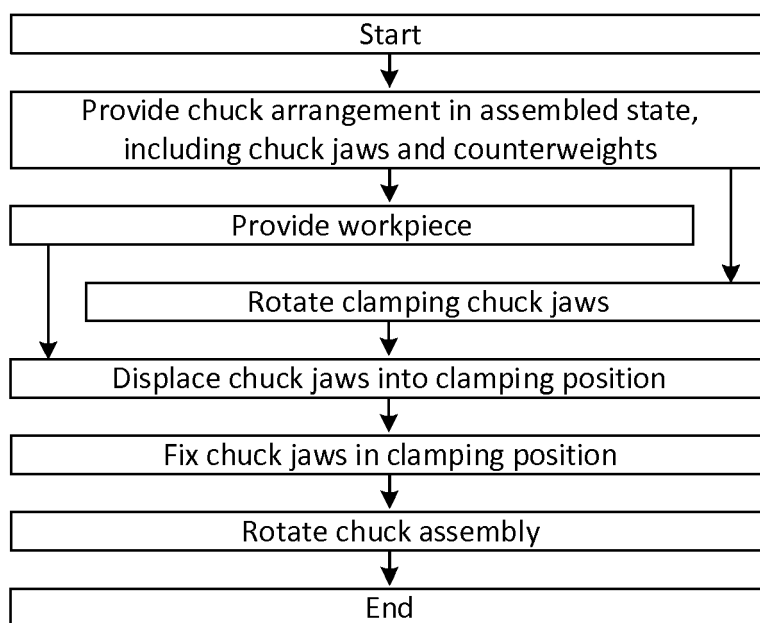 Start
Provide chuck arrangement in assembled state,
including chuck jaws and counterweights
Provide workpiece
Rotate clamping chuck jaws
Displace chuck jaws into clamping position
Fix chuck jaws in clamping position
Rotate chuck assembly
End